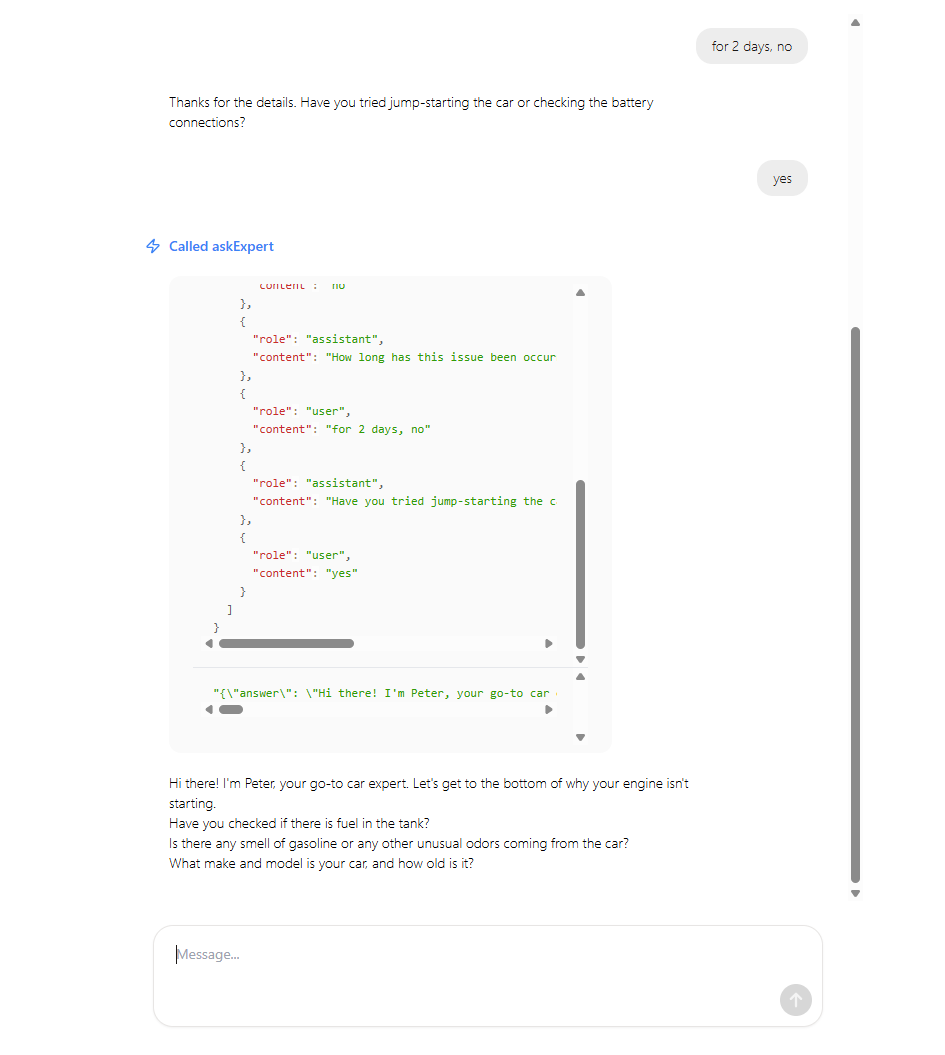 for 2 days, no
Thanks for the details. Have you tried jump-starting the car or checking the battery
connections?
yes
Called askExpert
"content": "no"
},
{
"role": "assistant",
"content": "How long has this issue been occur
},
{
"role": "user",
"content": "for 2 days, no"
},
{
"role": "assistant",
"content": "Have you tried jump-starting the c
},
{
"role": "user",
"content": "yes"
}
]
}
"{\"answer\": \"Hi there! I'm Peter, your go-to car
Hi there! I'm Peter, your go-to car expert. Let's get to the bottom of why your engine isn't
starting.
Have you checked if there is fuel in the tank?
Is there any smell of gasoline or any other unusual odors coming from the car?
What make and model is your car, and how old is it?
Message...